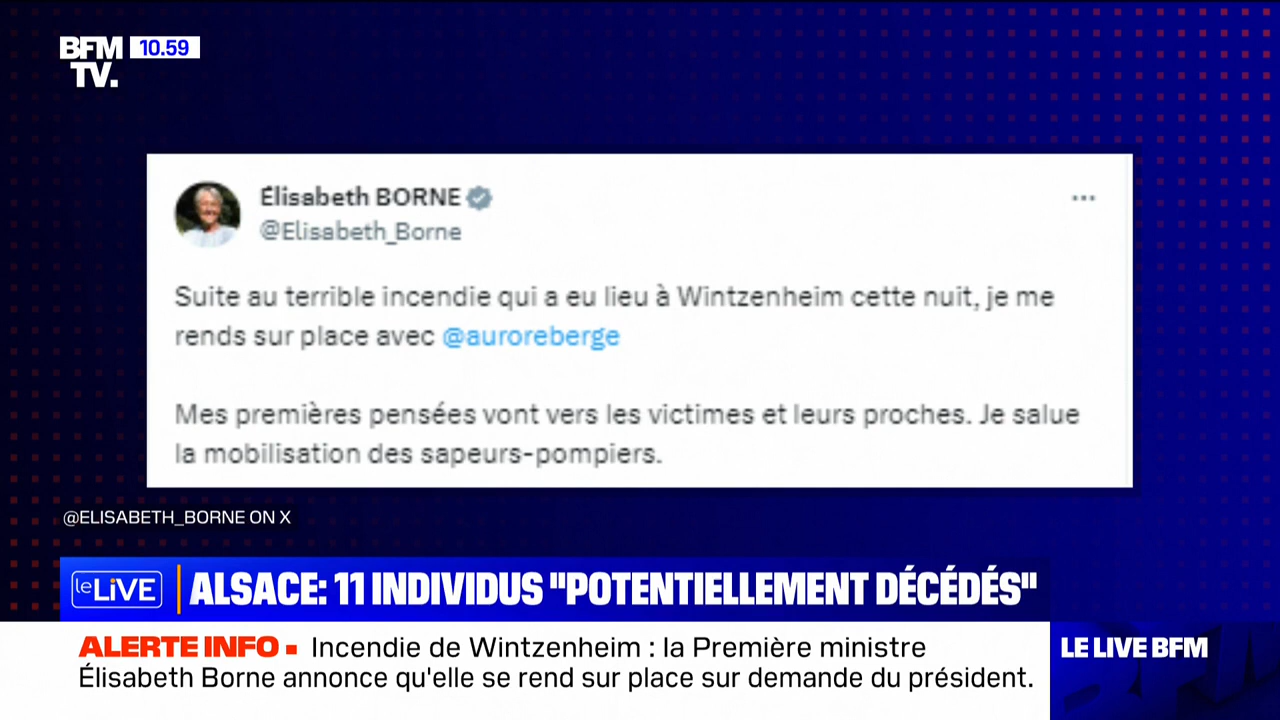 BFM
TV.
10.59
Élisabeth BORNE
@Elisabeth_Borne
Suite au terrible incendie qui a eu lieu à Wintzenheim cette nuit, je me
rends sur place avec @auroreberge
Mes premières pensées vont vers les victimes et leurs proches. Je salue
la mobilisation des sapeurs-pompiers.
@ELISABETH_BORNE ON X
le LiVE
ALSACE: 11 INDIVIDUS "POTENTIELLEMENT DÉCÉDÉS"
ALERTE INFO ▪ Incendie de Wintzenheim : la Première ministre
Élisabeth Borne annonce qu'elle se rend sur place sur demande du président.
LE LIVE BFM